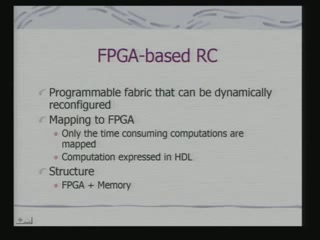 FPGA-based RC
Programmable fabric that can be dynamically
reconfigured
Mapping to FPGA
Only the time consuming computations are
mapped
Computation expressed in HDL
Structure
FPGA + Memory